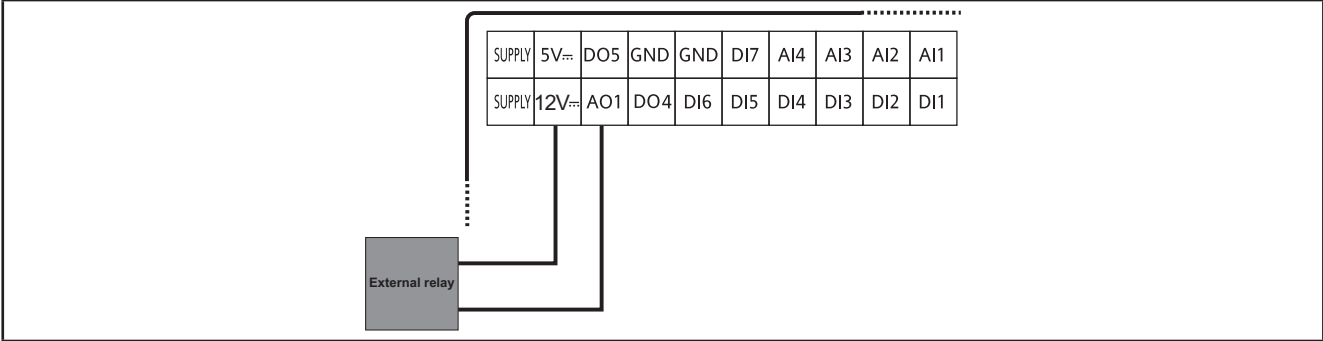 SUPPLY 5V⎓ DO5 GND GND DI7 AI4 AI3 AI2 AI1
SUPPLY 12V⎓ AO1 DO4 DI6 DI5 DI4 DI3 DI2 DI1
External relay